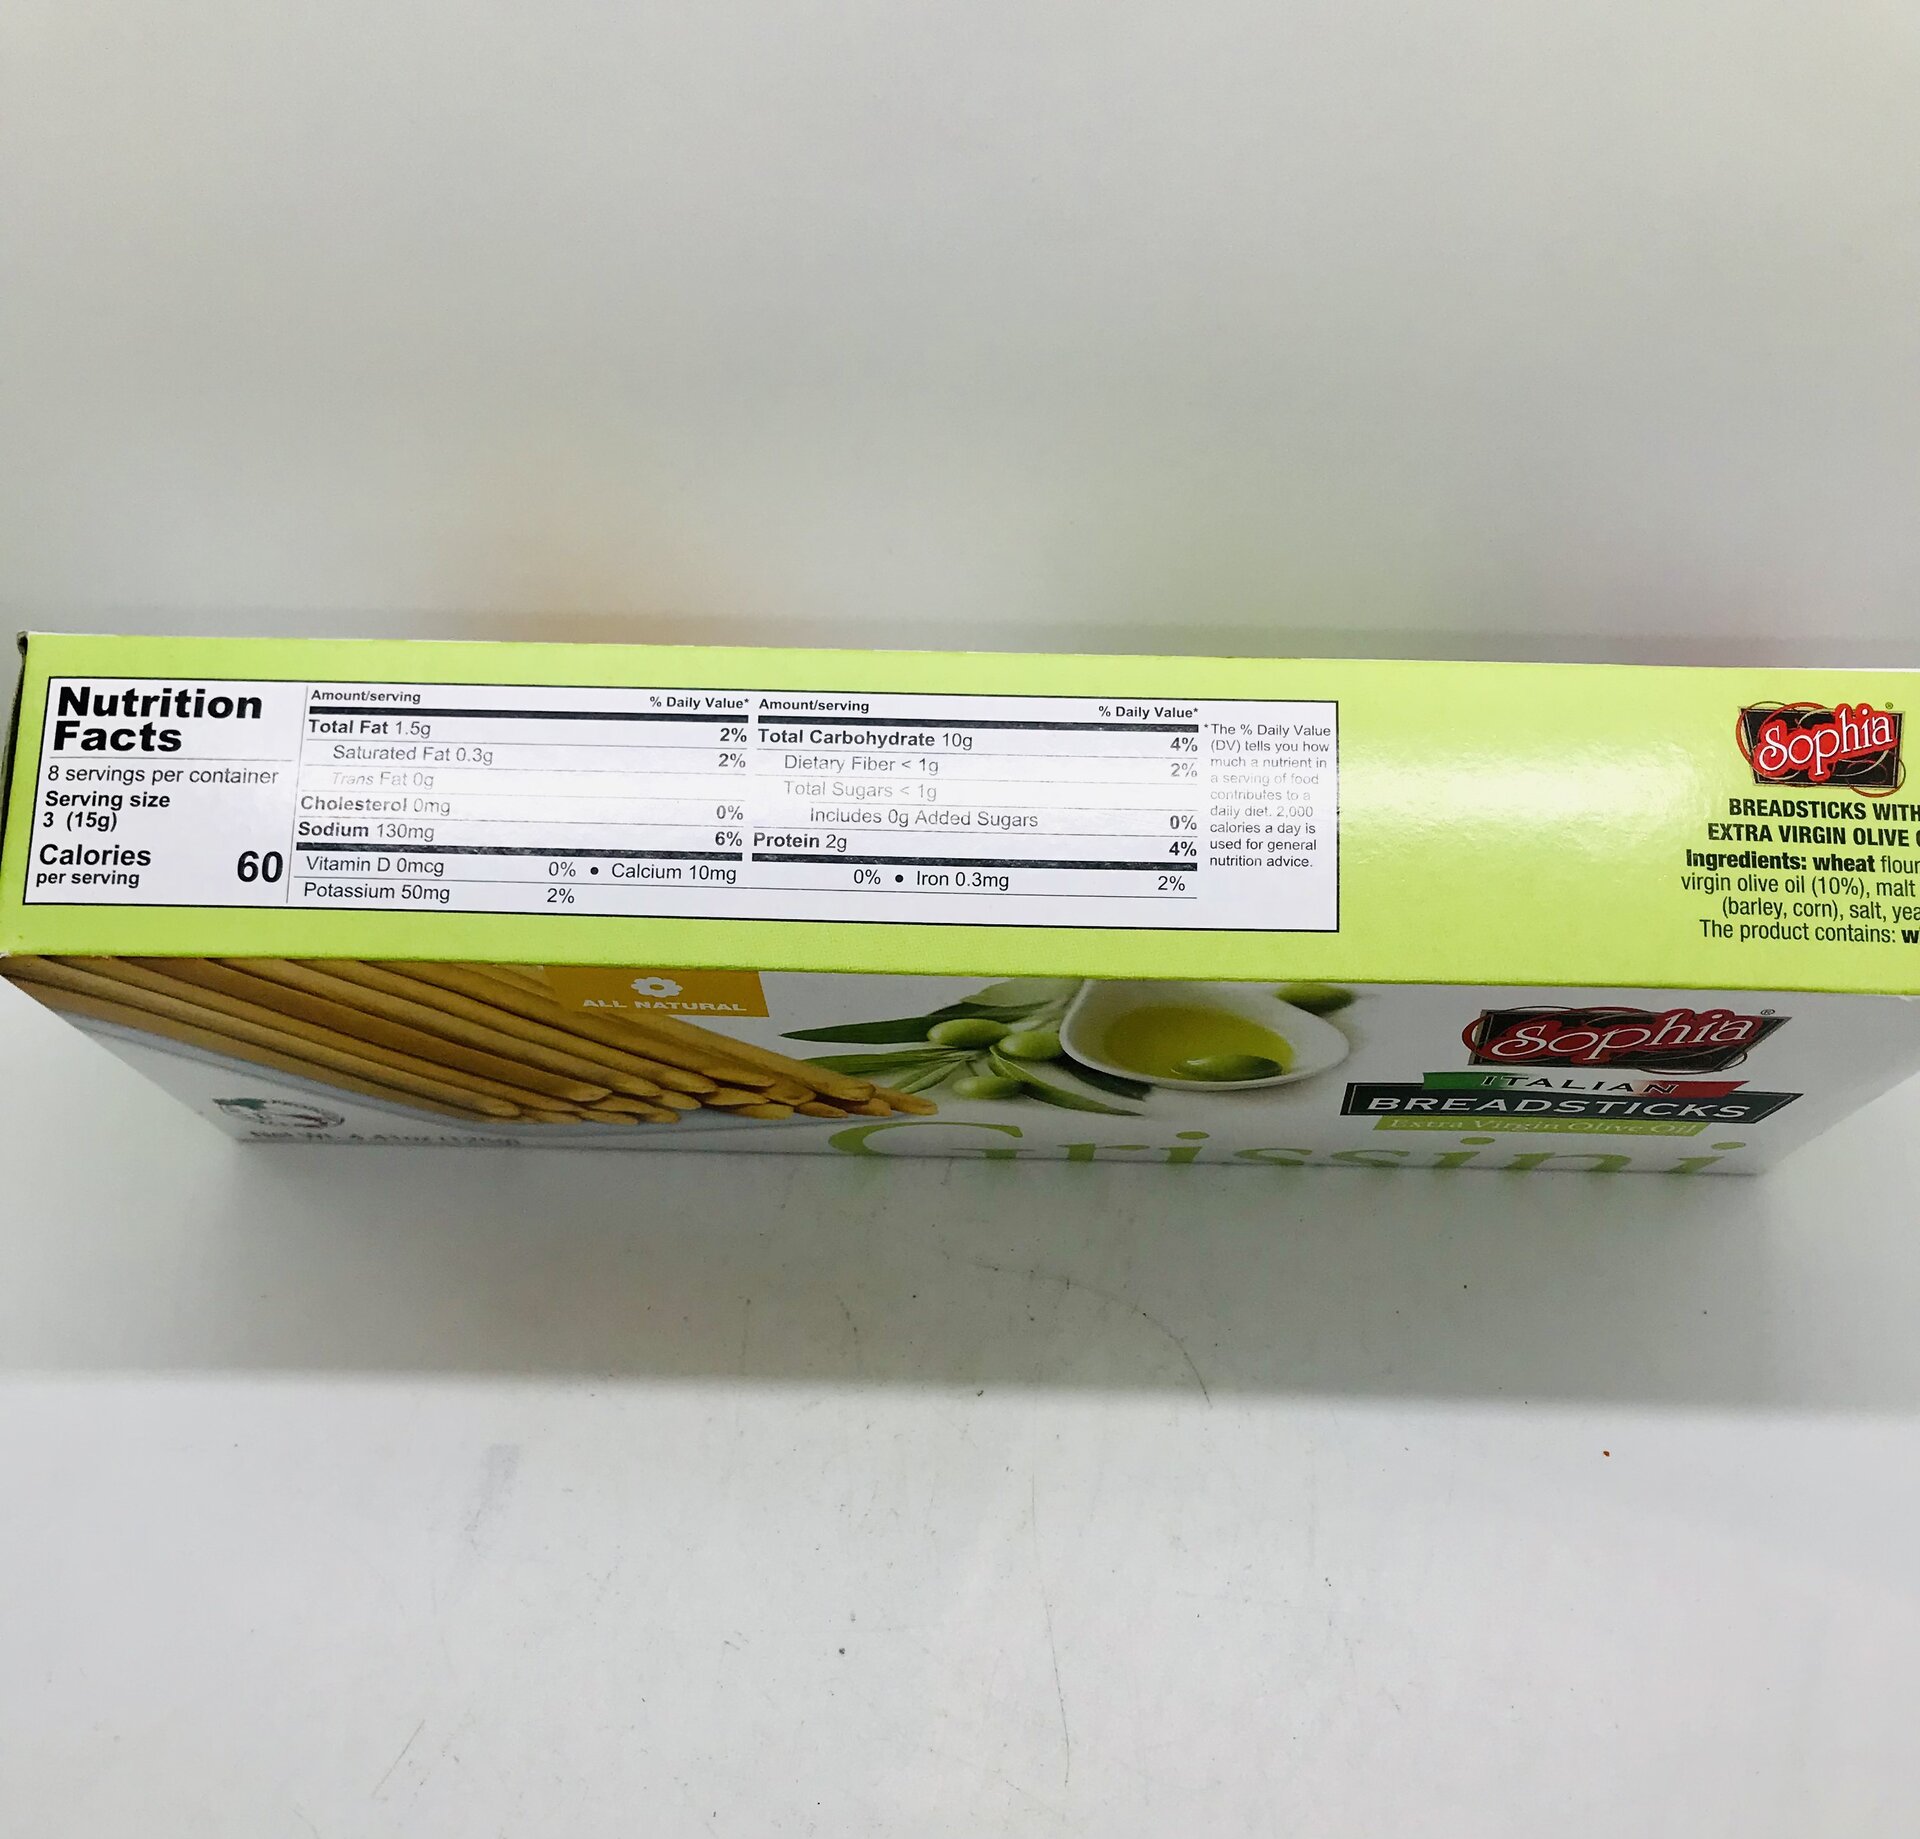 Nutrition
Facts
8 servings per container
Serving size
3 (15g)
Calories
per serving 60
Amount/serving % Daily Value*
Total Fat 1.5g 2%
Saturated Fat 0.3g 2%
Trans Fat 0g
Cholesterol 0mg 0%
Sodium 130mg 6%
Amount/serving % Daily Value*
Total Carbohydrate 10g 4%
Dietary Fiber < 1g 2%
Total Sugars < 1g
Includes 0g Added Sugars 0%
Protein 2g 4%
Vitamin D 0mcg 0% • Calcium 10mg 0% • Iron 0.3mg 2%
Potassium 50mg 2%
*The % Daily Value
(DV) tells you how
much a nutrient in
a serving of food
contributes to a
daily diet. 2,000
calories a day is
used for general
nutrition advice.
Sophia®
BREADSTICKS WITH
EXTRA VIRGIN OLIVE
Ingredients: wheat flour
virgin olive oil (10%), malt
(barley, corn), salt,
The product contains:
ALL NATURAL
Sophia®
ITALIAN
BREADSTICKS
Extra Virgin Olive Oil
Grissini